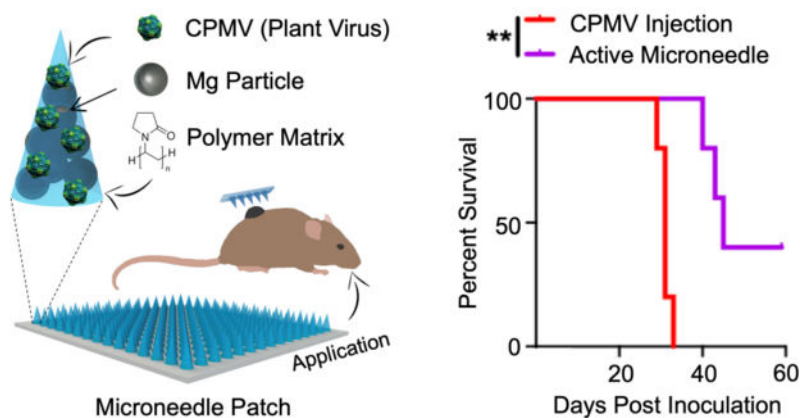 CPMV (Plant Virus)
Mg Particle
Polymer Matrix
N
O
H
H
n
Application
Microneedle Patch
**
CPMV Injection
Active Microneedle
Percent Survival
100
50
0
20
40
60
Days Post Inoculation